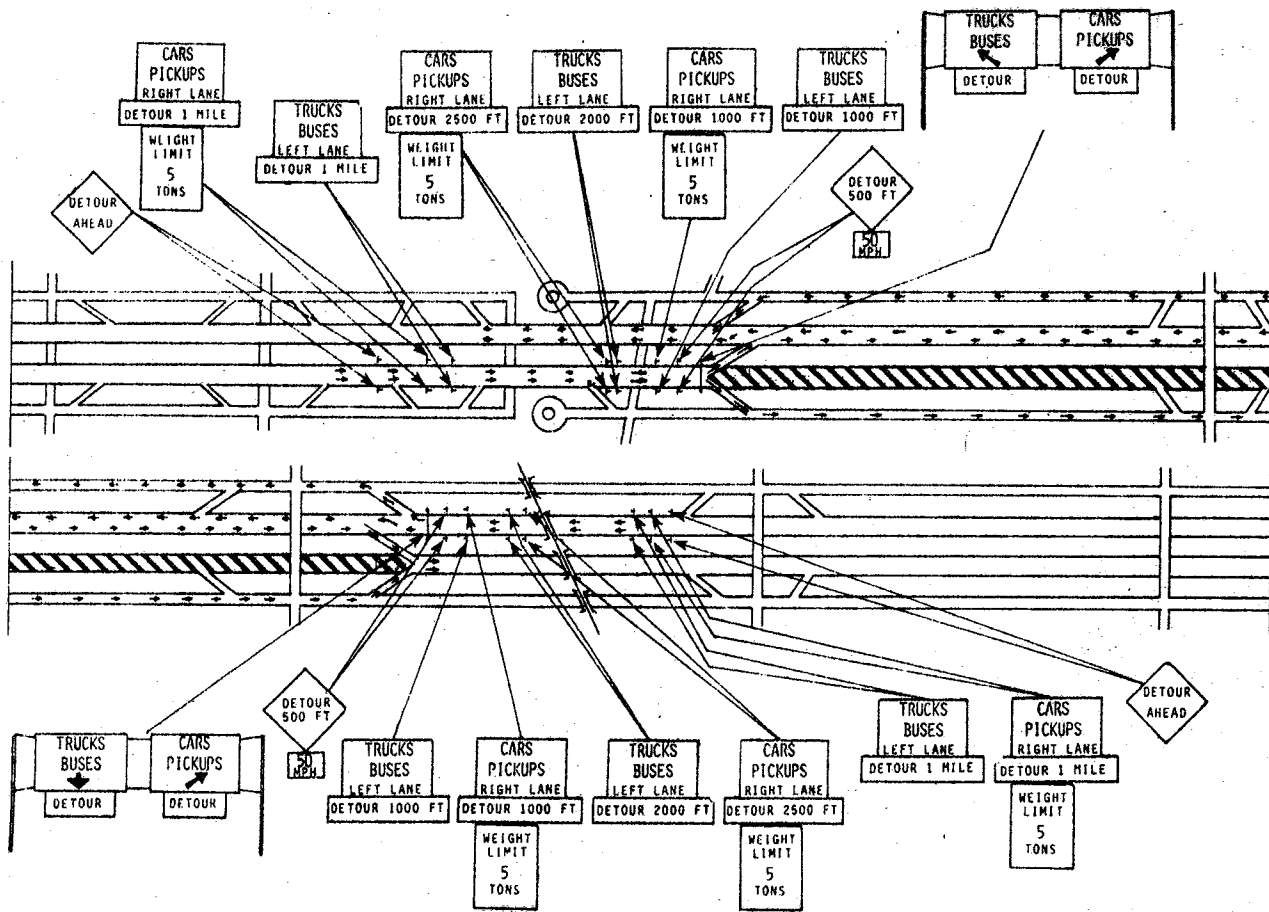 CARS
PICKUPS
RIGHT LANE
DETOUR 1 MILE
WEIGHT
LIMIT
5
TONS
TRUCKS
BUSES
LEFT LANE
DETOUR 1 MILE
CARS
PICKUPS
RIGHT LANE
DETOUR 2500 FT
WEIGHT
LIMIT
5
TONS
TRUCKS
BUSES
LEFT LANE
DETOUR 2000 FT
CARS
PICKUPS
RIGHT LANE
DETOUR 1000 FT
WEIGHT
LIMIT
5
TONS
TRUCKS
BUSES
LEFT LANE
DETOUR 1000 FT
TRUCKS
BUSES
DETOUR
CARS
PICKUPS
DETOUR
DETOUR
AHEAD
DETOUR
500 FT
50
MPH
TRUCKS
BUSES
DETOUR
CARS
PICKUPS
DETOUR
DETOUR
500 FT
50
MPH
TRUCKS
BUSES
LEFT LANE
DETOUR 1000 FT
CARS
PICKUPS
RIGHT LANE
DETOUR 1000 FT
WEIGHT
LIMIT
5
TONS
TRUCKS
BUSES
LEFT LANE
DETOUR 2000 FT
CARS
PICKUPS
RIGHT LANE
DETOUR 2500 FT
WEIGHT
LIMIT
5
TONS
TRUCKS
BUSES
LEFT LANE
DETOUR 1 MILE
CARS
PICKUPS
RIGHT LANE
DETOUR 1 MILE
WEIGHT
LIMIT
5
TONS
DETOUR
AHEAD